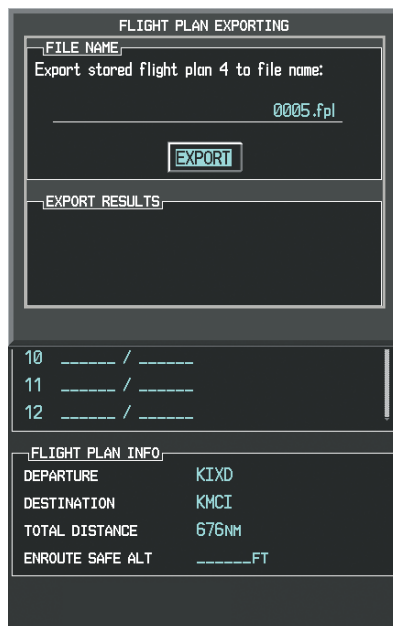 FLIGHT PLAN EXPORTING
FILE NAME
Export stored flight plan 4 to file name:
0005.fpl
EXPORT
EXPORT RESULTS
10 ______ / ______
11 ______ / ______
12 ______ / ______
FLIGHT PLAN INFO
DEPARTURE KIXD
DESTINATION KMCI
TOTAL DISTANCE 676NM
ENROUTE SAFE ALT ______FT